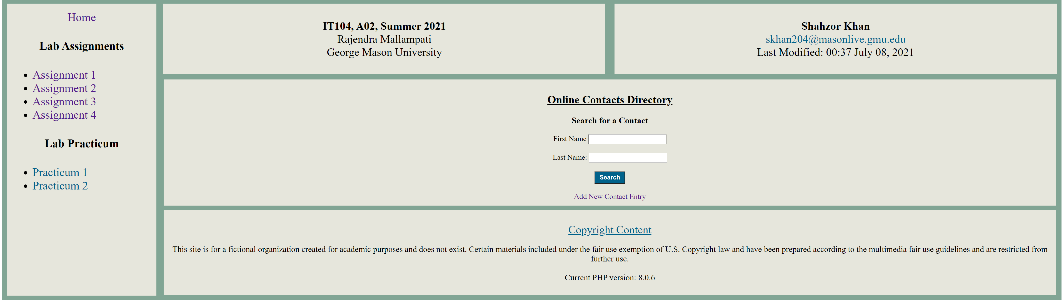 Home
Lab Assignments
Assignment 1
Assignment 2
Assignment 3
Assignment 4
Lab Practicum
Practicum 1
Practicum 2
IT104, A02, Summer 2021
Rajendra Mallampati
George Mason University
Shahzor Khan
skhan204@masonlive.gmu.edu
Last Modified: 00:37 July 08, 2021
Online Contacts Directory
Search for a Contact
First Name
Last Name:
Search
Add New Contact Entry
Copyright Content
This site is for a fictional organization created for academic purposes and does not exist. Certain materials included under the fair use exemption of U.S. Copyright law and have been prepared according to the multimedia fair use guidelines and are restricted from
further use.
Current PHP version: 8.0.6